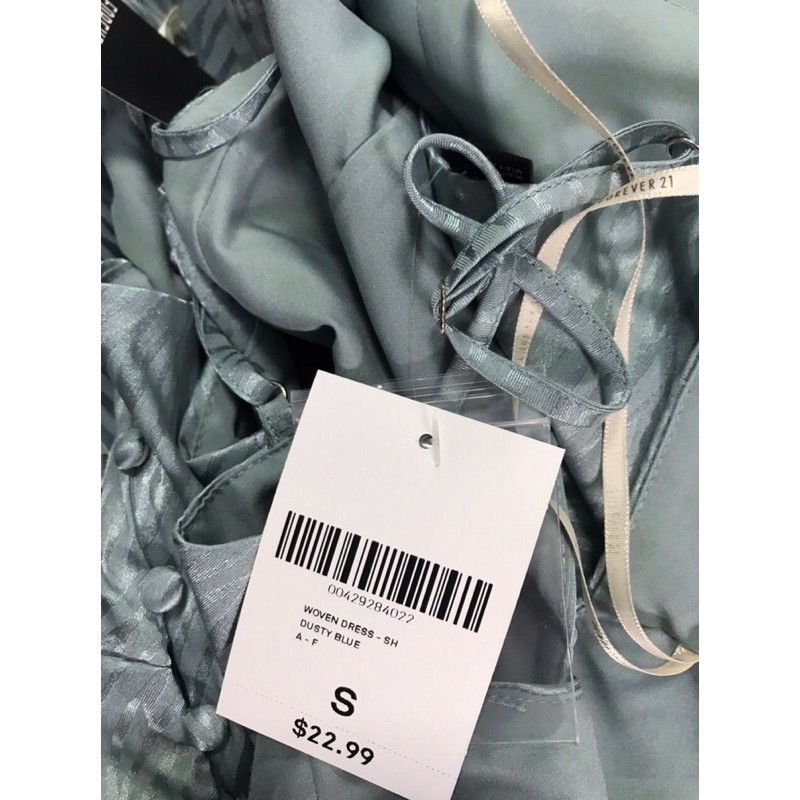 FOREVER 21
00429284022
WOVEN DRESS - SH
DUSTY BLUE
A - F
S
$22.99